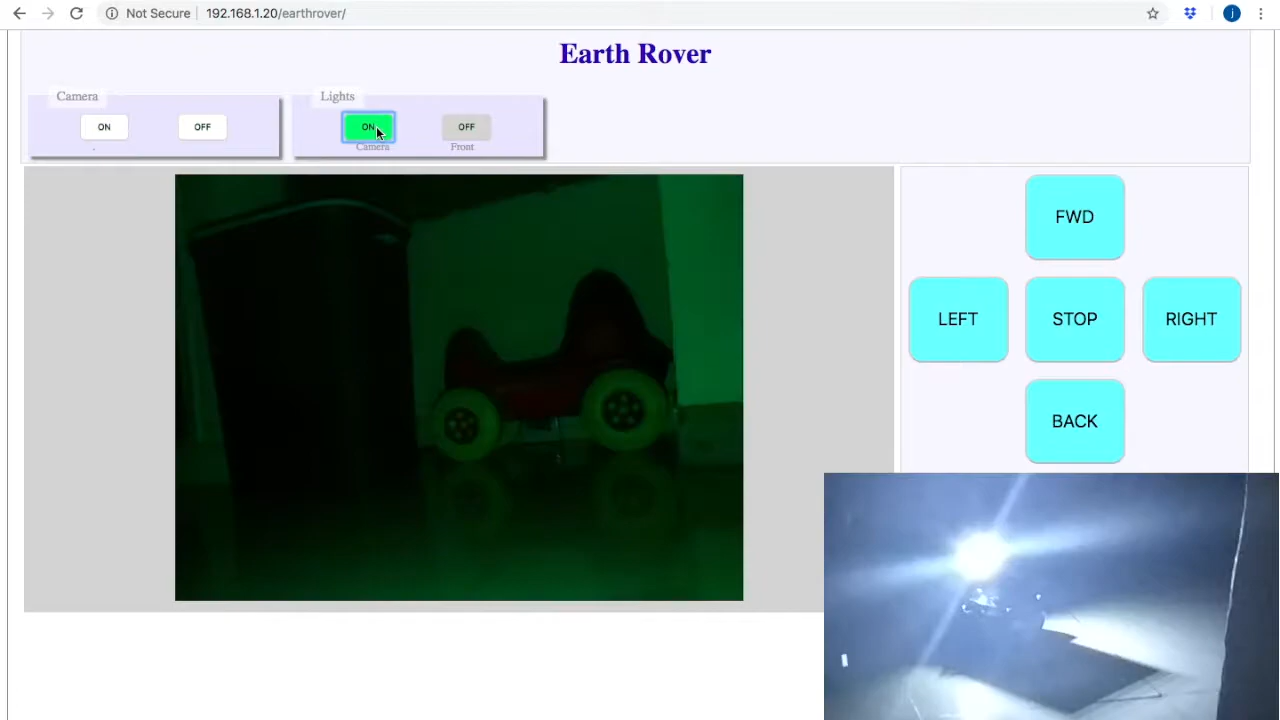 Not Secure
192.168.1.20/earthrover/
j
Earth Rover
Camera
ON
OFF
Lights
ON
OFF
Camera
Front
FWD
LEFT
STOP
RIGHT
BACK